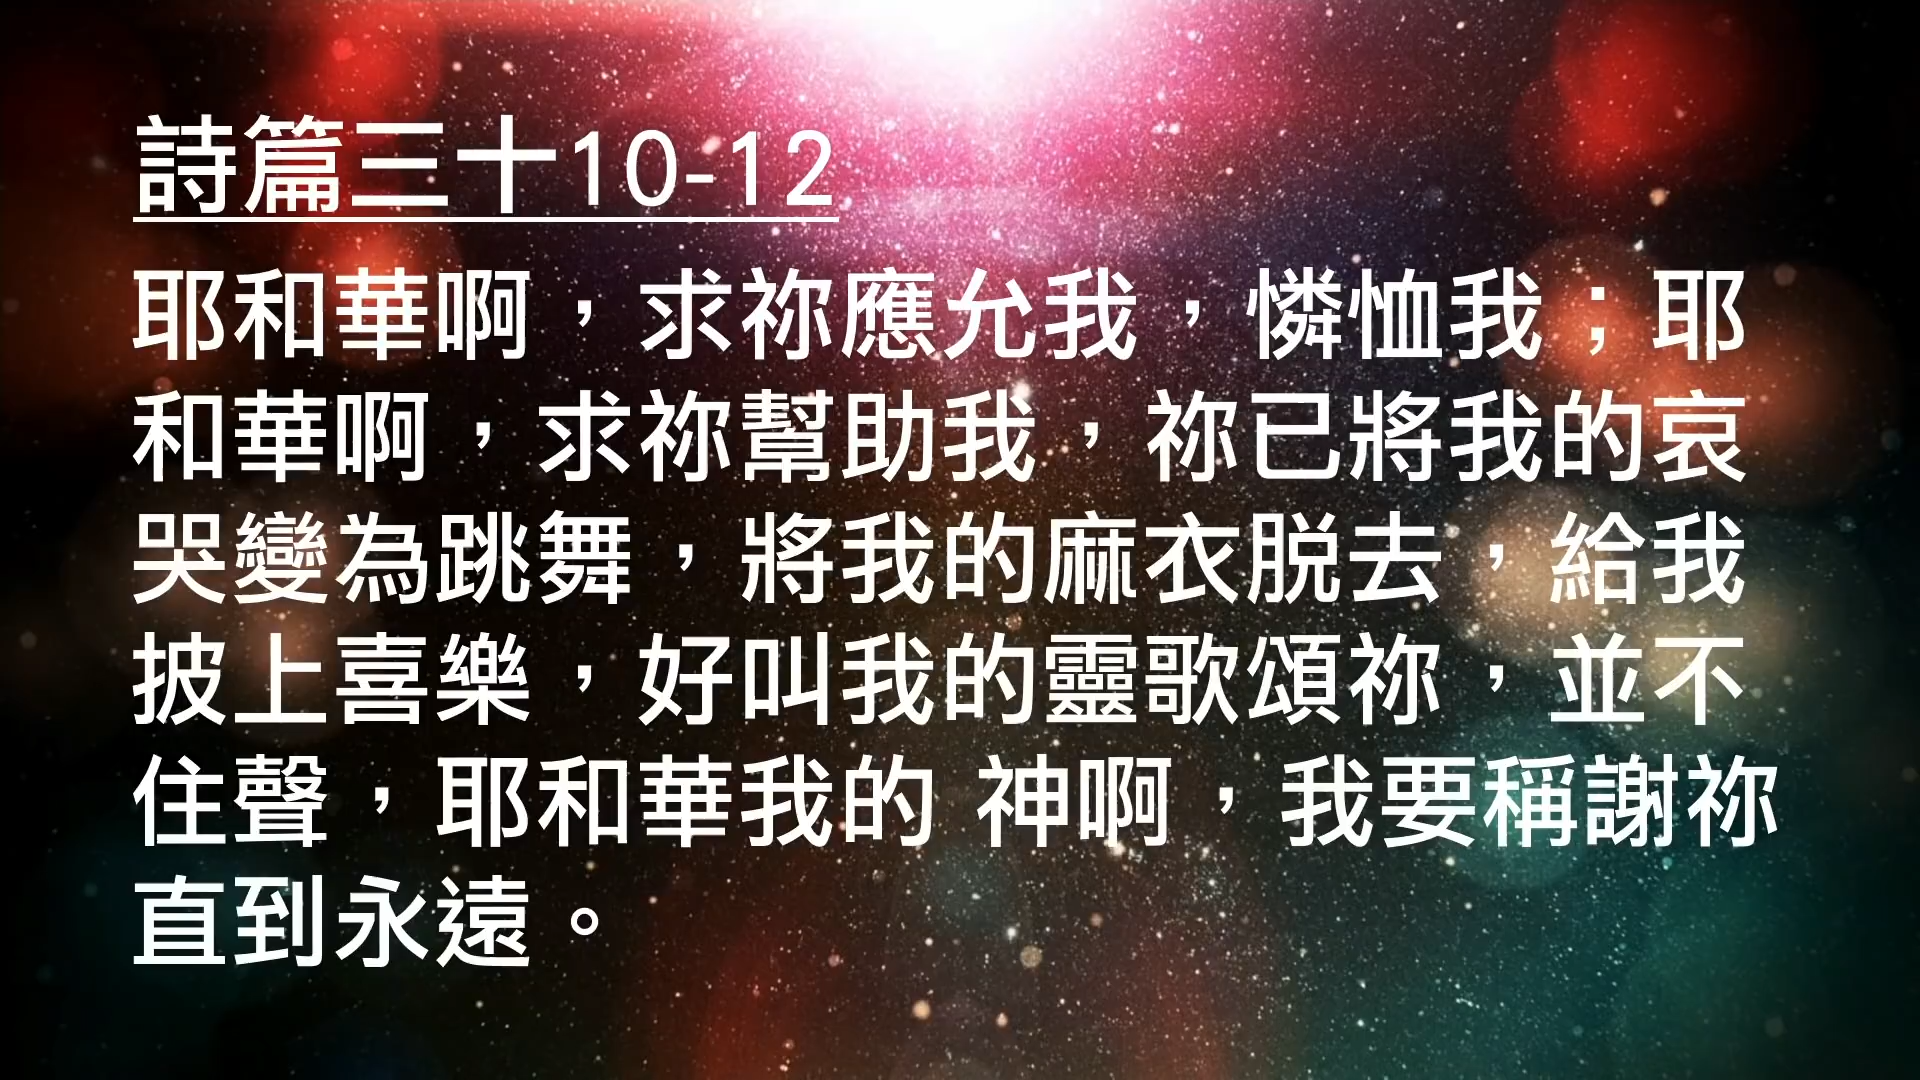 詩篇三十10-12
耶和華啊，求祢應允我，憐恤我；耶
和華啊，求祢幫助我，祢已將我的哀
哭變為跳舞，將我的麻衣脱去，給我
披上喜樂，好叫我的靈歌頌祢，並不
住聲，耶和華我的 神啊，我要稱謝祢
直到永遠。